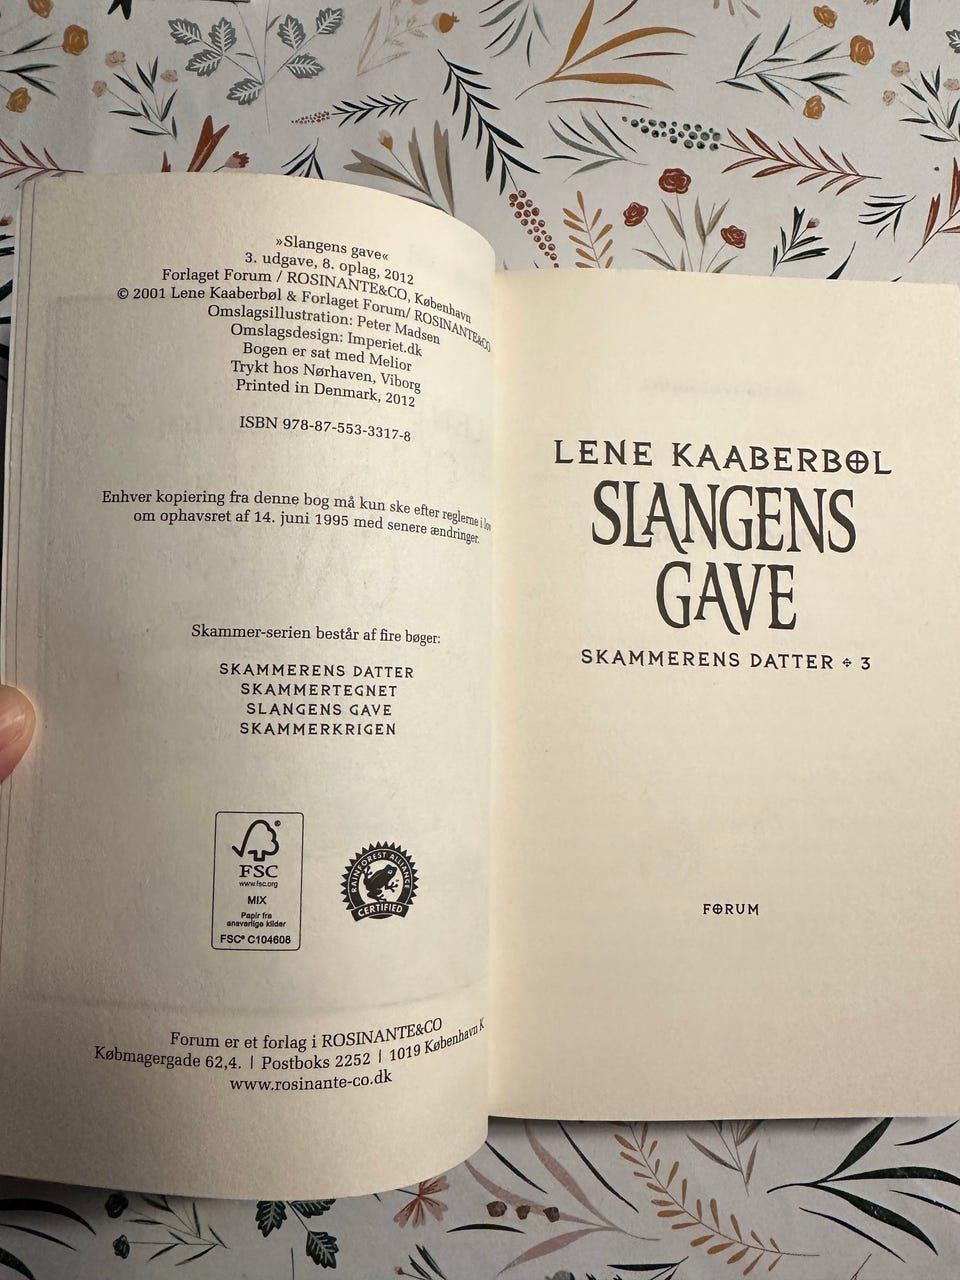 »Slangens gave«
3. udgave, 8. oplag, 2012
Forlaget Forum / ROSINANTE&CO, København
© 2001 Lene Kaaberbøl & Forlaget Forum/ ROSINANTE&CO
Omslagsillustration: Peter Madsen
Omslagsdesign: Imperiet.dk
Bogen er sat med Melior
Trykt hos Nørhaven, Viborg
Printed in Denmark, 2012
ISBN 978-87-553-3317-8
Enhver kopiering fra denne bog må kun ske efter reglerne i lov
om ophavsret af 14. juni 1995 med senere ændringer.
Skammer-serien består af fire bøger:
SKAMMERENS DATTER
SKAMMERTEGNET
SLANGENS GAVE
SKAMMERKRIGEN
FSC
www.fsc.org
MIX
Papir fra
ansvarlige kilder
FSC® C104608
RAINFOREST ALLIANCE
CERTIFIED
Forum er et forlag i ROSINANTE&CO
Købmagergade 62,4. | Postboks 2252 | 1019 København K
www.rosinante-co.dk
LENE KAABERBØL
SLANGENS
GAVE
SKAMMERENS DATTER 3
FORUM